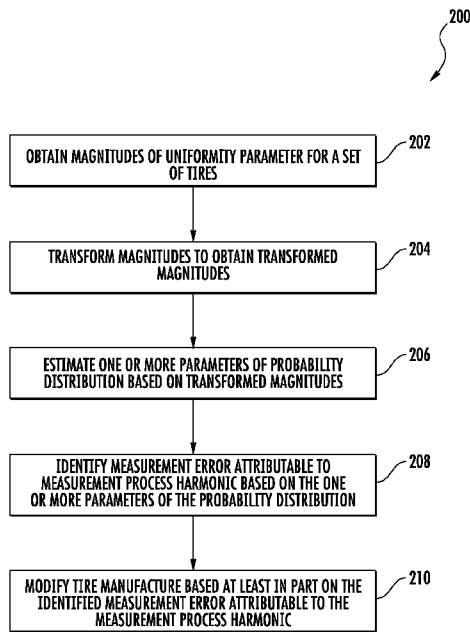 200
OBTAIN MAGNITUDES OF UNIFORMITY PARAMETER FOR A SET
OF TIRES
202
TRANSFORM MAGNITUDES TO OBTAIN TRANSFORMED
MAGNITUDES
204
ESTIMATE ONE OR MORE PARAMETERS OF PROBABILITY
DISTRIBUTION BASED ON TRANSFORMED MAGNITUDES
206
IDENTIFY MEASUREMENT ERROR ATTRIBUTABLE TO
MEASUREMENT PROCESS HARMONIC BASED ON THE ONE
OR MORE PARAMETERS OF THE PROBABILITY DISTRIBUTION
208
MODIFY TIRE MANUFACTURE BASED AT LEAST IN PART ON THE
IDENTIFIED MEASUREMENT ERROR ATTRIBUTABLE TO THE
MEASUREMENT PROCESS HARMONIC
210